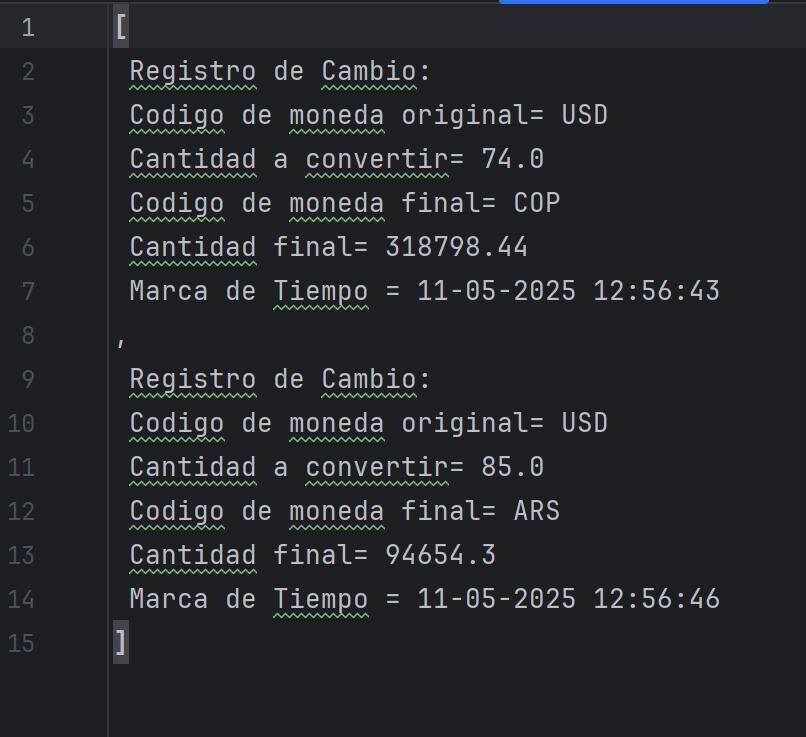 1 [
2 Registro de Cambio:
3 Codigo de moneda original= USD
4 Cantidad a convertir= 74.0
5 Codigo de moneda final= COP
6 Cantidad final= 318798.44
7 Marca de Tiempo = 11-05-2025 12:56:43
8 ,
9 Registro de Cambio:
10 Codigo de moneda original= USD
11 Cantidad a convertir= 85.0
12 Codigo de moneda final= ARS
13 Cantidad final= 94654.3
14 Marca de Tiempo = 11-05-2025 12:56:46
15 ]